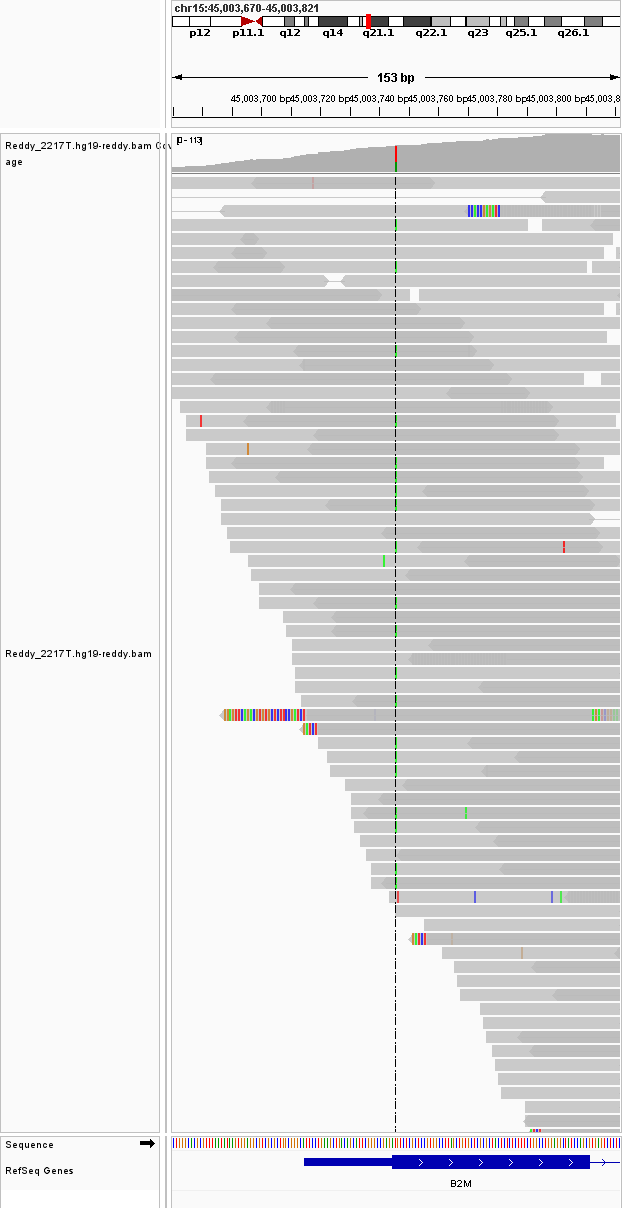 chr15:45,003,670-45,003,821
p12 p11.1 q12 q14 q21.1 q22.1 q23 q25.1 q26.1
153 bp
45,003,700 bp 45,003,720 bp 45,003,740 bp 45,003,760 bp 45,003,780 bp 45,003,800 bp 45,003,8
[0 - 113]
Reddy_2217T.hg19-reddy.bam Cov
age
Reddy_2217T.hg19-reddy.bam
Sequence
RefSeq Genes
B2M